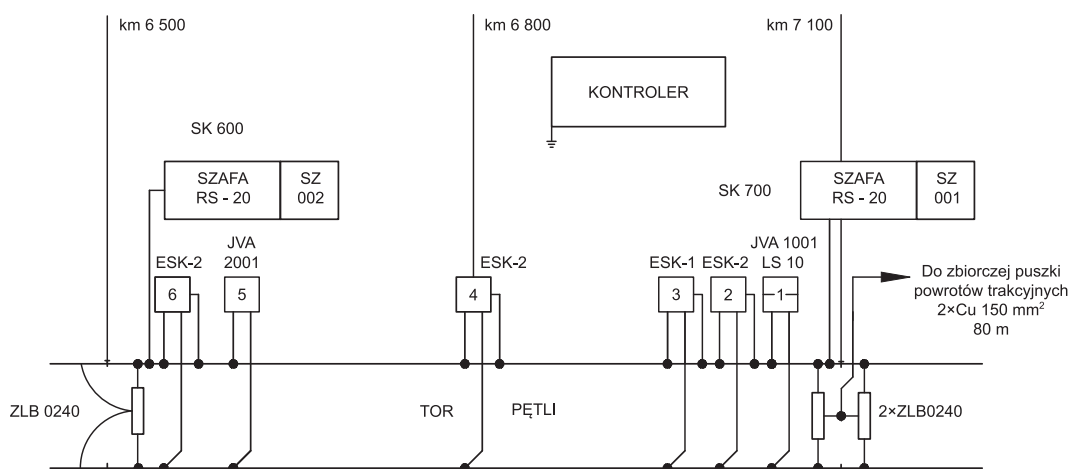 km 6 500
km 6 800
km 7 100
KONTROLER
SK 600
SZAFA
RS - 20
SZ
002
SK 700
SZAFA
RS - 20
SZ
001
ESK-2
6
JVA
2001
5
ESK-2
4
ESK-1
3
ESK-2
2
JVA 1001
LS 10
1
Do zbiorczej puszki
powrotów trakcyjnych
2×Cu 150 mm²
80 m
ZLB 0240
TOR PĘTLI
2×ZLB0240